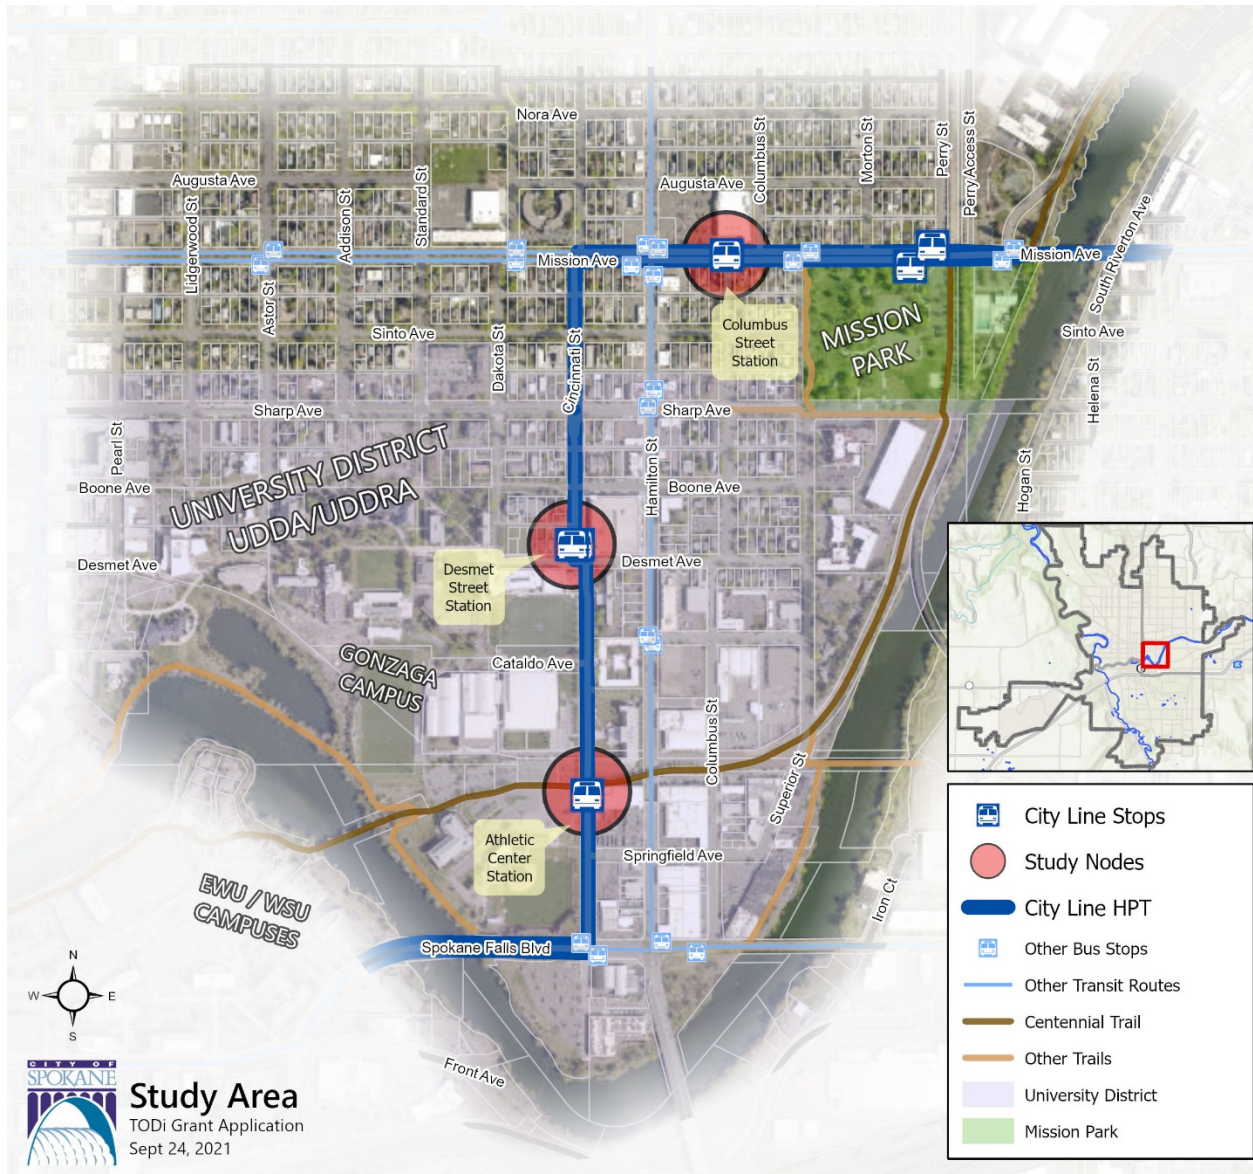 Nora Ave
Augusta Ave
Augusta Ave
Columbus St
Morton St
Perry St
Perry Access St
Lidgerwood St
Astor St
Addison St
Standard St
Mission Ave
Mission Ave
South Riverton Ave
Columbus
Street
Station
MISSION
PARK
Sinto Ave
Sinto Ave
Dakota St
Cincinnati St
Helena St
Sharp Ave
Sharp Ave
Pearl St
UNIVERSITY DISTRICT
UDDA/UDDRA
Boone Ave
Boone Ave
Hamilton St
Hogan St
Desmet Ave
Desmet Ave
Desmet
Street
Station
GONZAGA
CAMPUS
Cataldo Ave
Columbus St
Superior St
Athletic
Center
Station
Springfield Ave
Iron Ct
EWU / WSU
CAMPUSES
Spokane Falls Blvd
Front Ave
N
W
E
S
CITY OF
SPOKANE
Study Area
TODi Grant Application
Sept 24, 2021
City Line Stops
Study Nodes
City Line HPT
Other Bus Stops
Other Transit Routes
Centennial Trail
Other Trails
University District
Mission Park